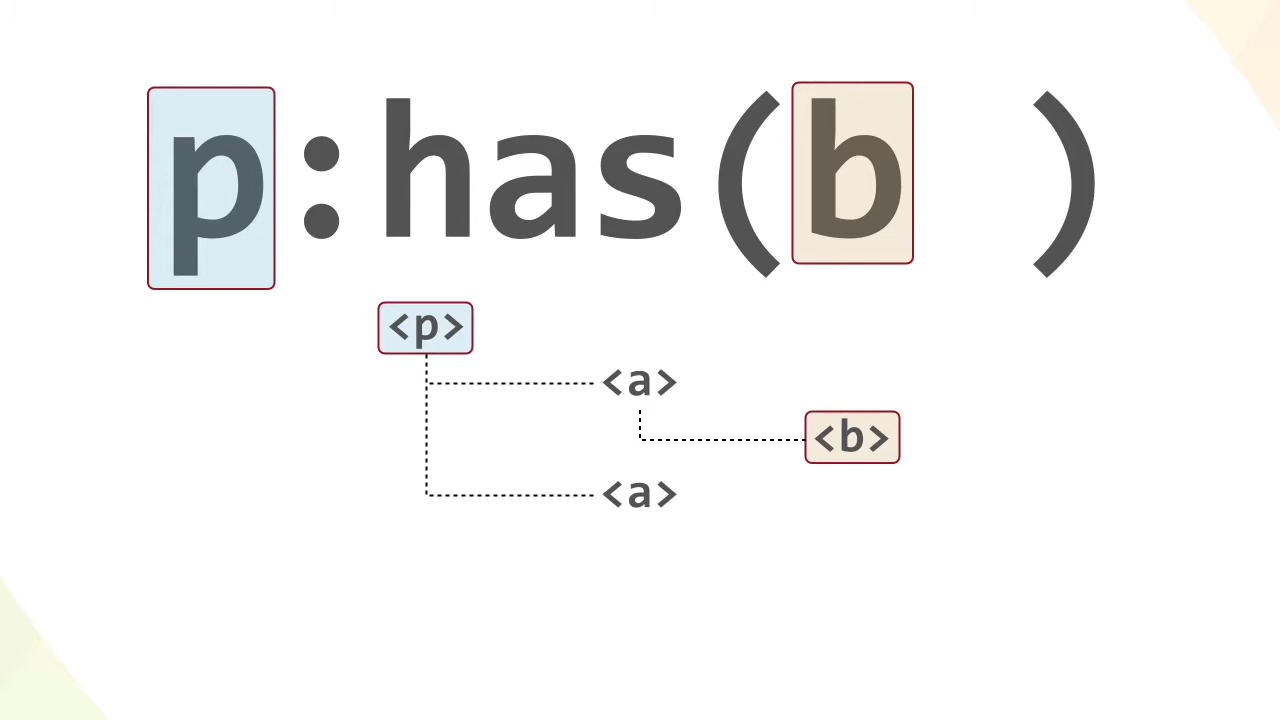 p:has(b )
<p>
<a>
<b>
<a>